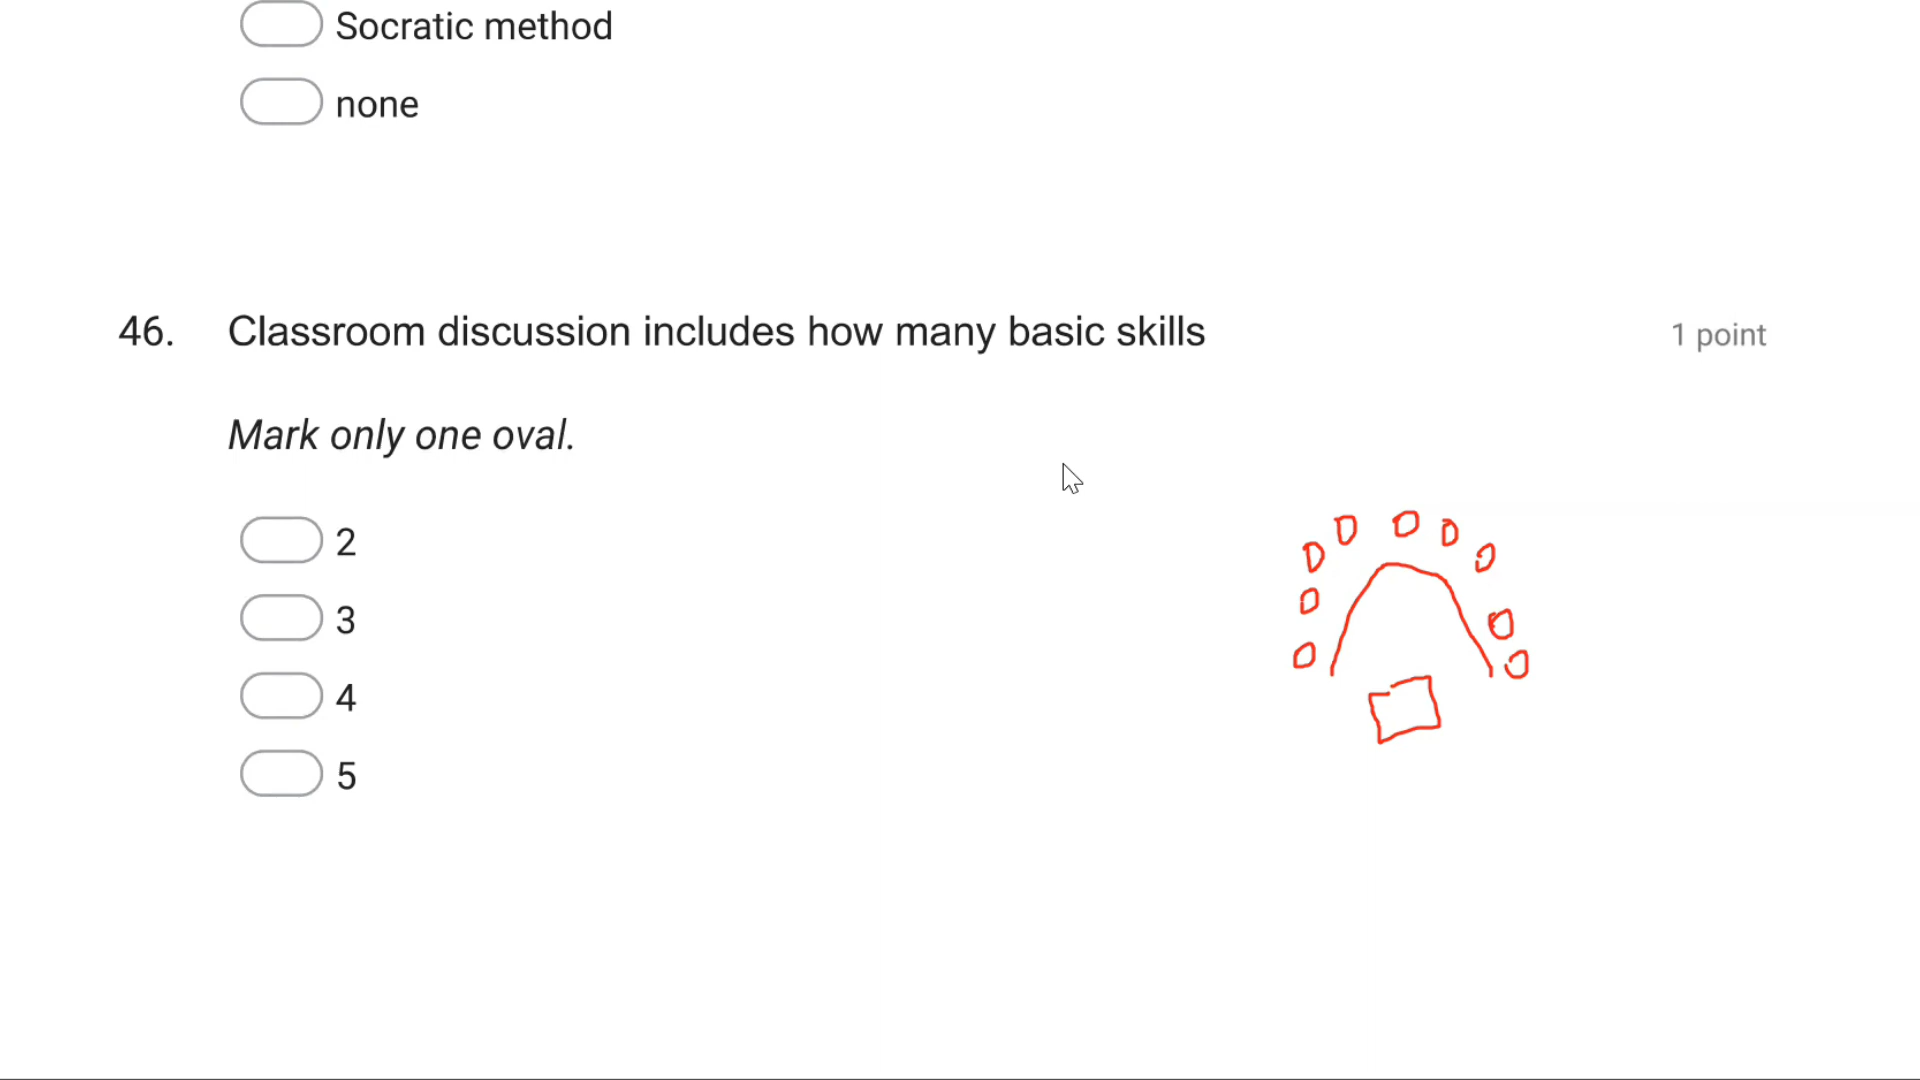 Socratic method
none
46. Classroom discussion includes how many basic skills 1 point
Mark only one oval.
2
3
4
5